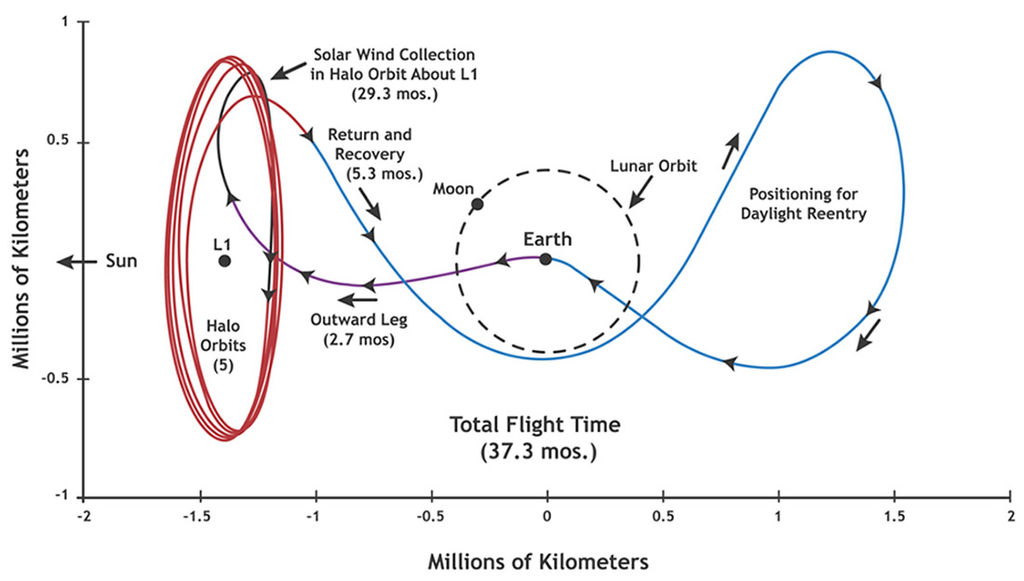 1
0.5
0
-0.5
-1
Millions of Kilometers
Solar Wind Collection
in Halo Orbit About L1
(29.3 mos.)
Return and
Recovery
(5.3 mos.)
Moon
Lunar Orbit
Positioning for
Daylight Reentry
Earth
L1
Sun
Halo
Orbits
(5)
Outward Leg
(2.7 mos)
Total Flight Time
(37.3 mos.)
-2
-1.5
-1
-0.5
0
0.5
1
1.5
2
Millions of Kilometers